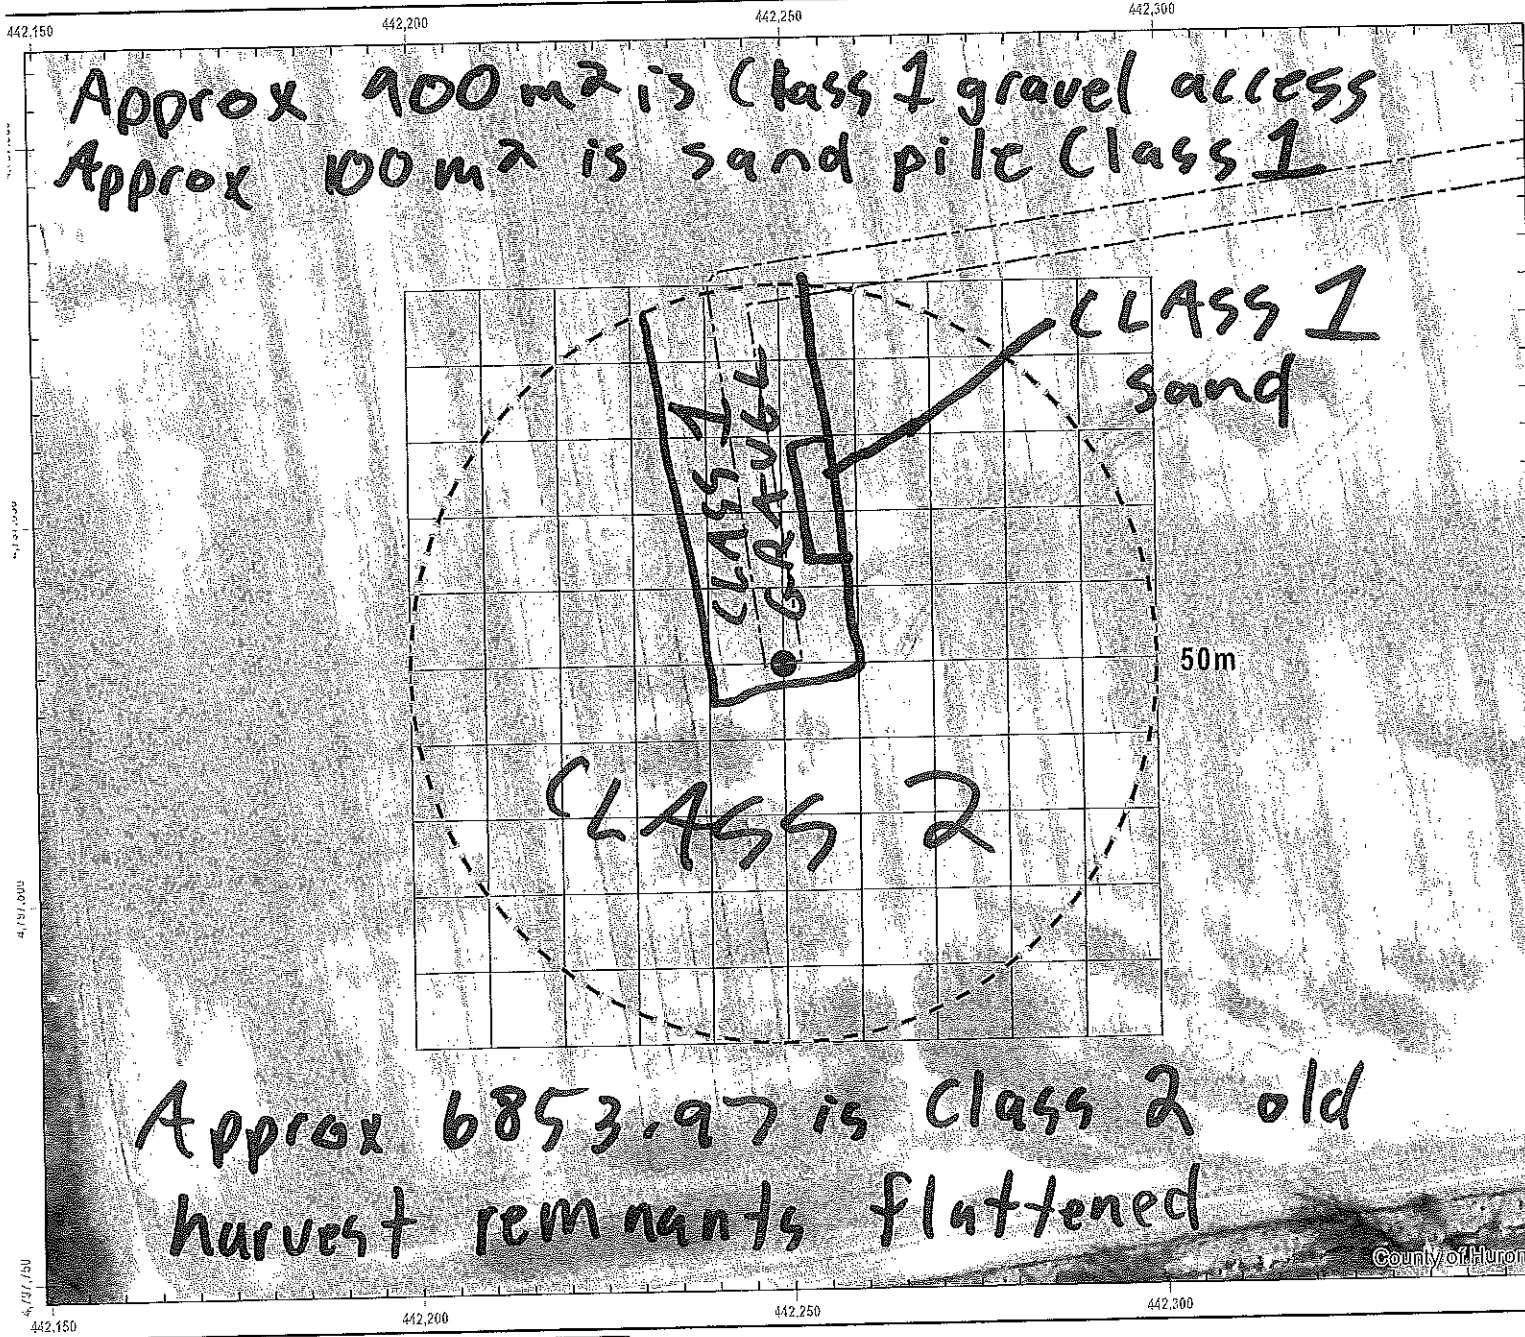 442,150 442,200 442,250 442,300
Approx 900 m² is Class 1 gravel access
Approx 100 m² is sand pile Class 1
CLASS 1
sand
CLASS 1
GRAVEL
50m
CLASS 2
Approx 6853.97 is Class 2 old
harvest remnants flattened
County of Huron
442,150 442,200 442,250 442,300